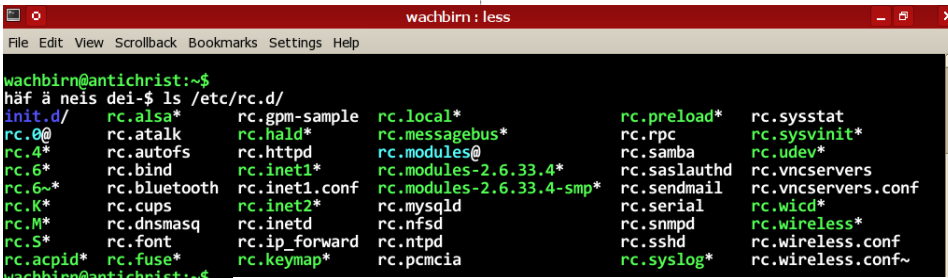 wachbirn : less
File Edit View Scrollback Bookmarks Settings Help
wachbirn@antichrist:~$
häf ä neis dei-$ ls /etc/rc.d/
init.d/ rc.alsa* rc.gpm-sample rc.local* rc.preload* rc.sysstat
rc.0@ rc.atalk rc.hald* rc.messagebus* rc.rpc rc.sysvinit*
rc.4* rc.autofs rc.httpd rc.modules@ rc.samba rc.udev*
rc.6* rc.bind rc.inet1* rc.modules-2.6.33.4* rc.saslauthd rc.vncservers
rc.6~* rc.bluetooth rc.inet1.conf rc.modules-2.6.33.4-smp* rc.sendmail rc.vncservers.conf
rc.K* rc.cups rc.inet2* rc.mysqld rc.serial rc.wicd*
rc.M* rc.dnsmasq rc.inetd rc.nfsd rc.snmpd rc.wireless*
rc.S* rc.font rc.ip_forward rc.ntpd rc.sshd rc.wireless.conf
rc.acpid* rc.fuse* rc.keymap* rc.pcmcia rc.syslog* rc.wireless.conf~
wachbirn@antichrist:~$